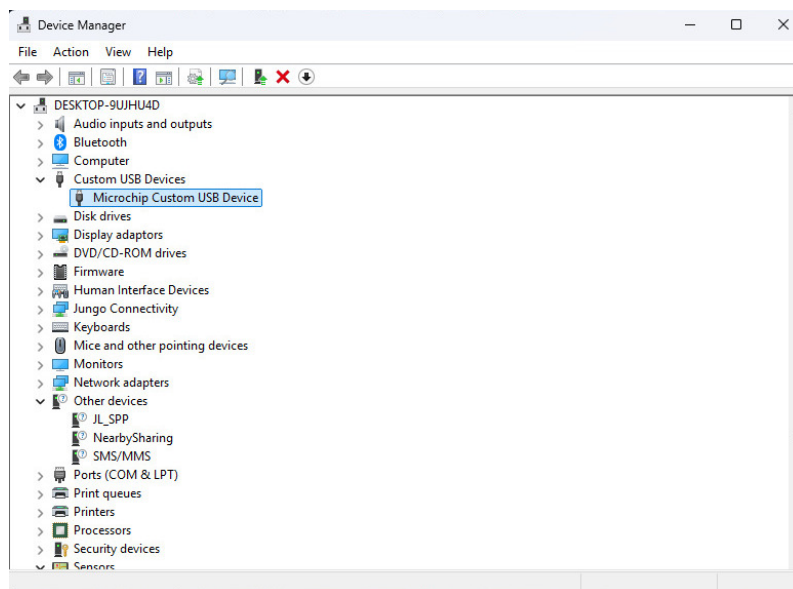 Device Manager
File Action View Help
DESKTOP-9UJHU4D
Audio inputs and outputs
Bluetooth
Computer
Custom USB Devices
Microchip Custom USB Device
Disk drives
Display adaptors
DVD/CD-ROM drives
Firmware
Human Interface Devices
Jungo Connectivity
Keyboards
Mice and other pointing devices
Monitors
Network adapters
Other devices
JL_SPP
NearbySharing
SMS/MMS
Ports (COM & LPT)
Print queues
Printers
Processors
Security devices
Sensors